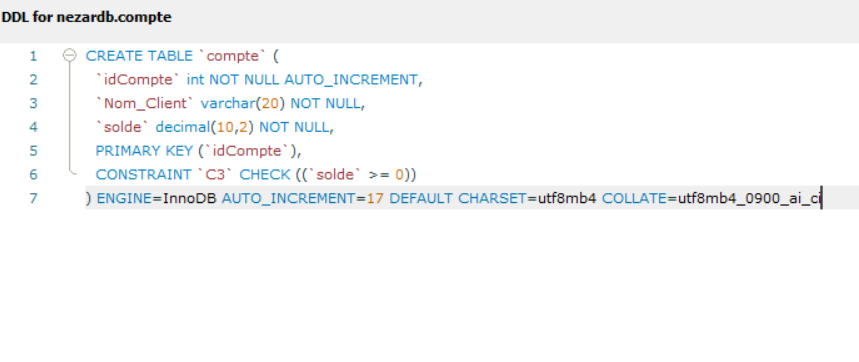 DDL for nezardb.compte
1 CREATE TABLE `compte` (
2 `idCompte` int NOT NULL AUTO_INCREMENT,
3 `Nom_Client` varchar(20) NOT NULL,
4 `solde` decimal(10,2) NOT NULL,
5 PRIMARY KEY (`idCompte`),
6 CONSTRAINT `C3` CHECK ((`solde` >= 0))
7 ) ENGINE=InnoDB AUTO_INCREMENT=17 DEFAULT CHARSET=utf8mb4 COLLATE=utf8mb4_0900_ai_ci